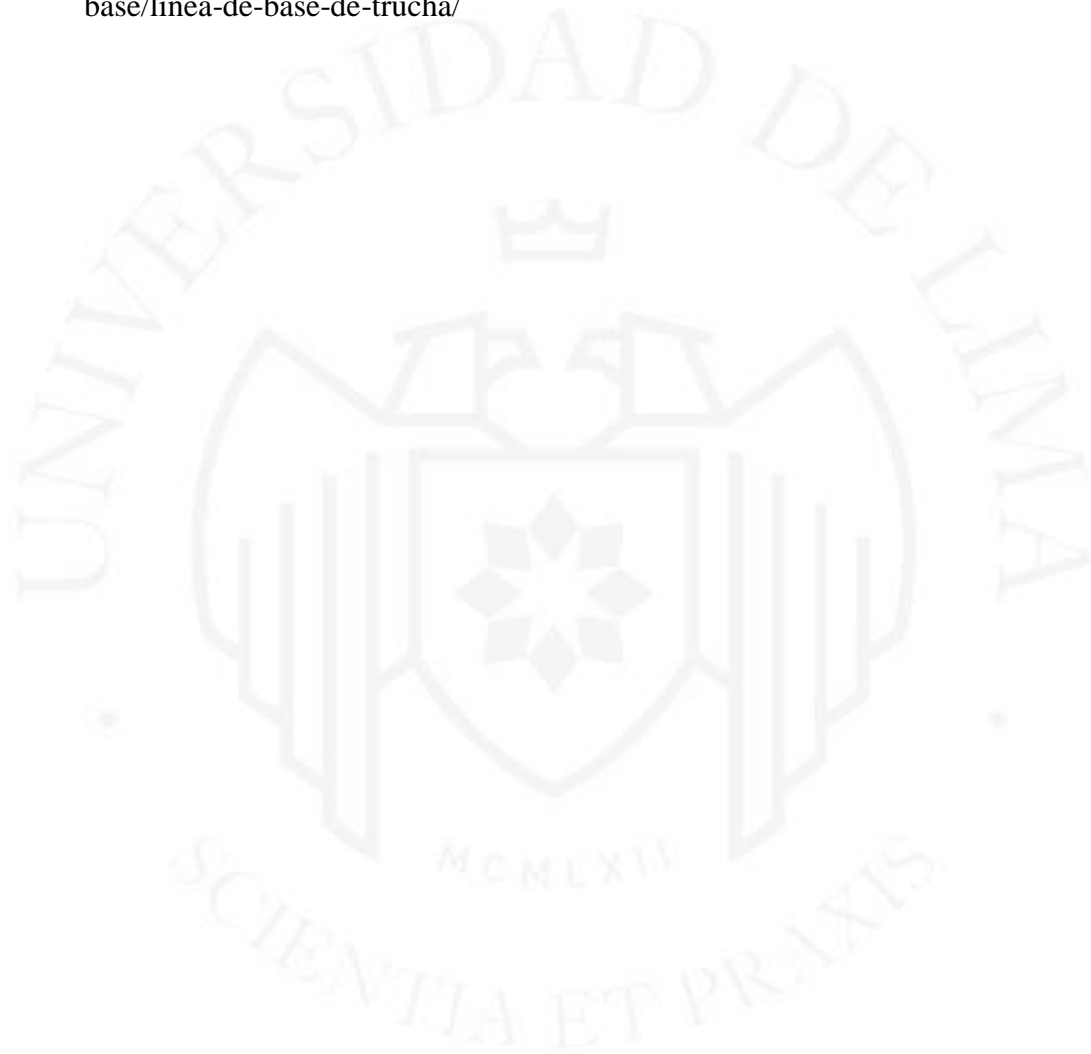 base/linea-de-base-de-trucha/
UNIVERSIDAD DE LIMA
MCMLXII
SCIENTIA ET PRAXIS